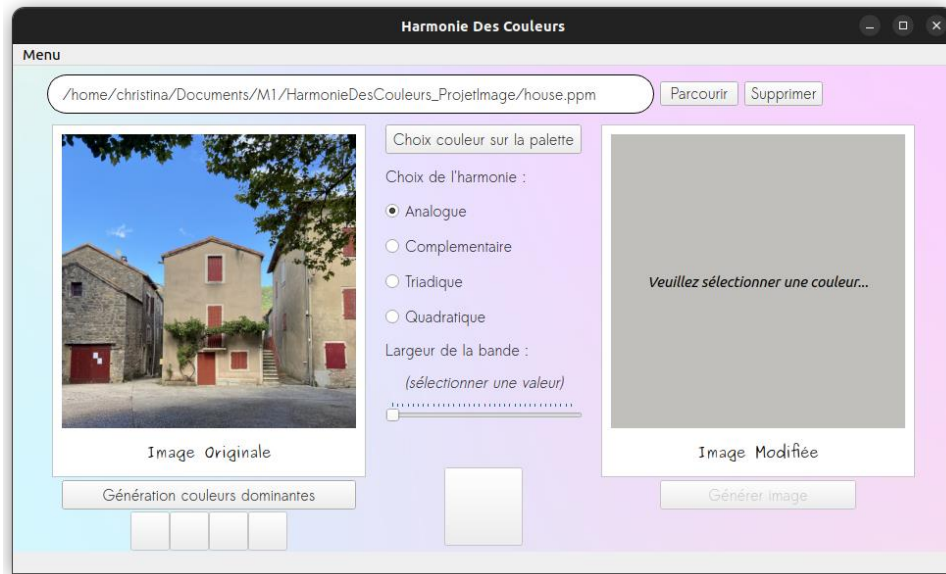 Harmonie Des Couleurs
Menu
/home/christina/Documents/M1/HarmonieDesCouleurs_ProjetImage/house.ppm
Parcourir
Supprimer
Choix couleur sur la palette
Choix de l'harmonie :
Analogue
Complementaire
Triadique
Quadratique
Largeur de la bande :
(sélectionner une valeur)
Veuillez sélectionner une couleur...
Image Originale
Image Modifiée
Génération couleurs dominantes
Générer image